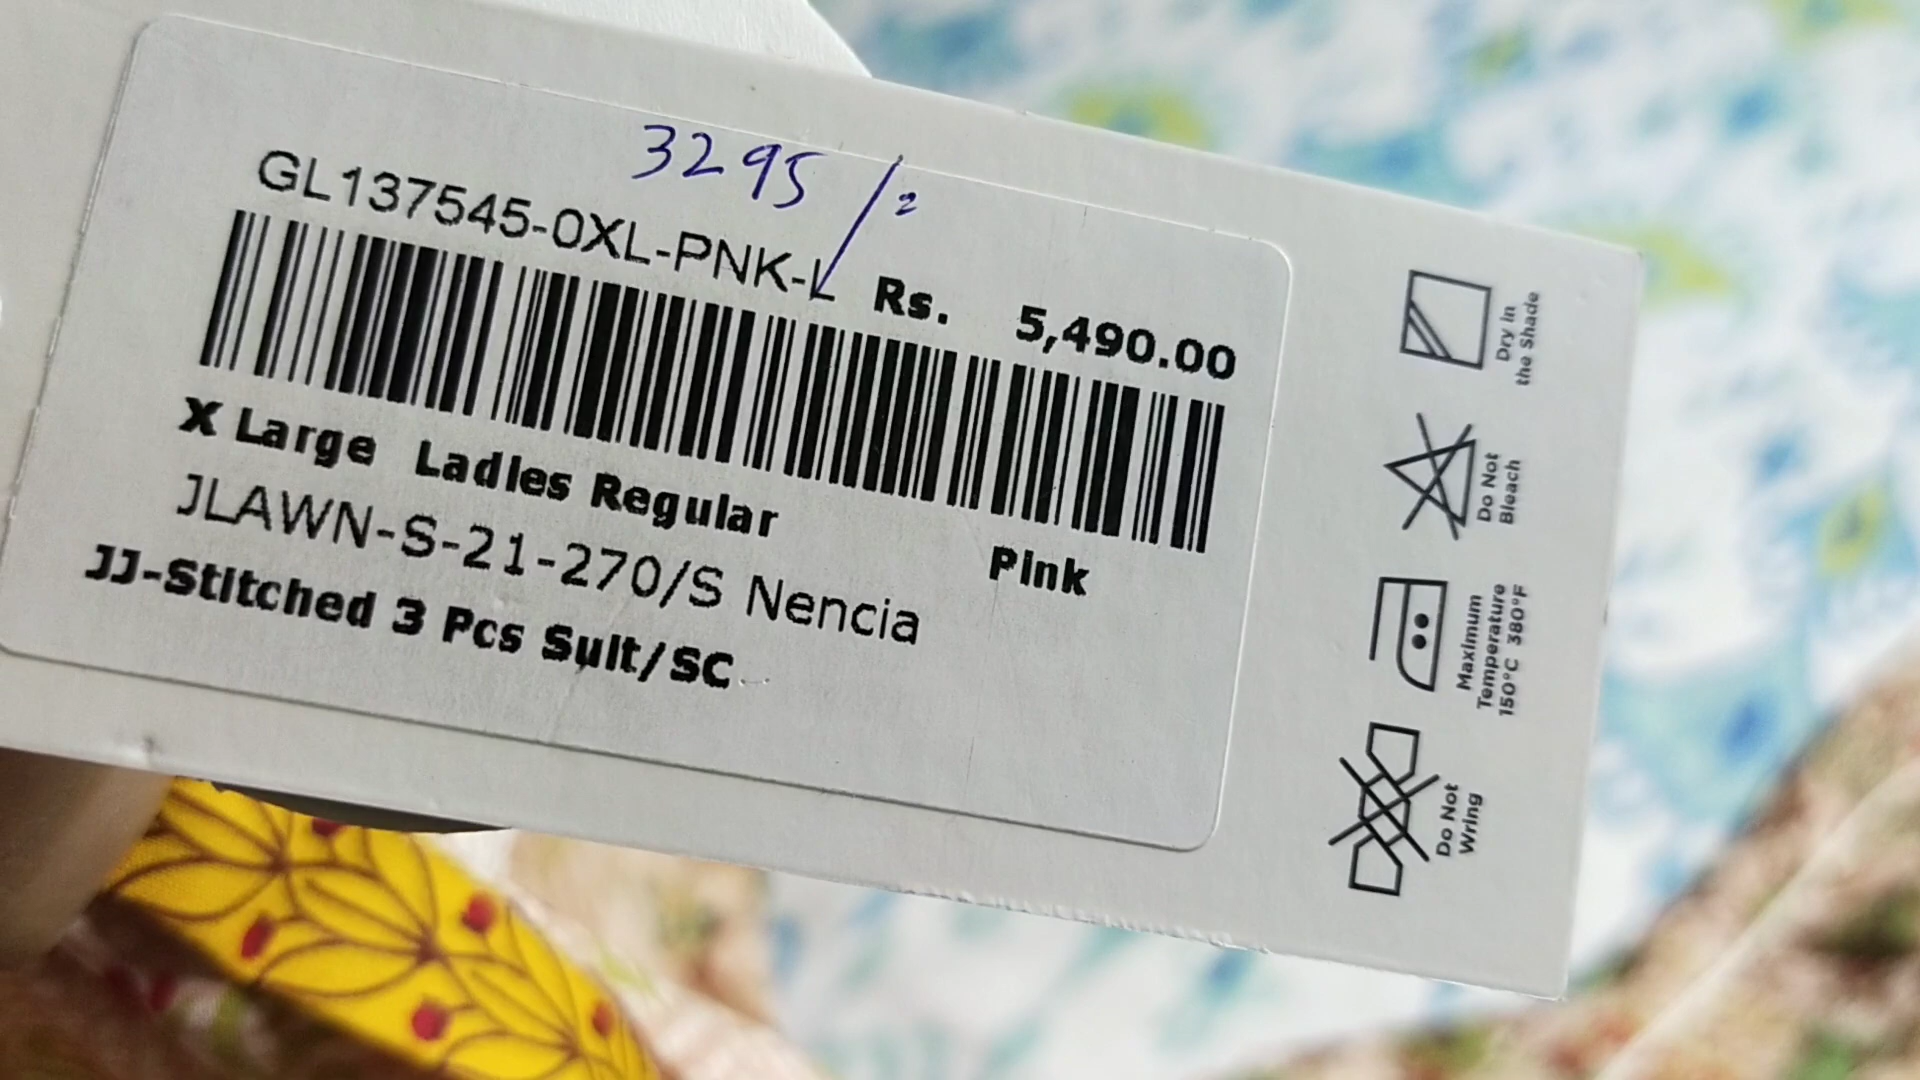 3295/=
GL137545-0XL-PNK-L Rs. 5,490.00
X Large Ladies Regular
JLAWN-S-21-270/S Nencia Pink
JJ-Stitched 3 Pcs Suit/SC
Dry in
the Shade
Do Not
Bleach
Maximum
Temperature
150°C 380°F
Do Not
Wring